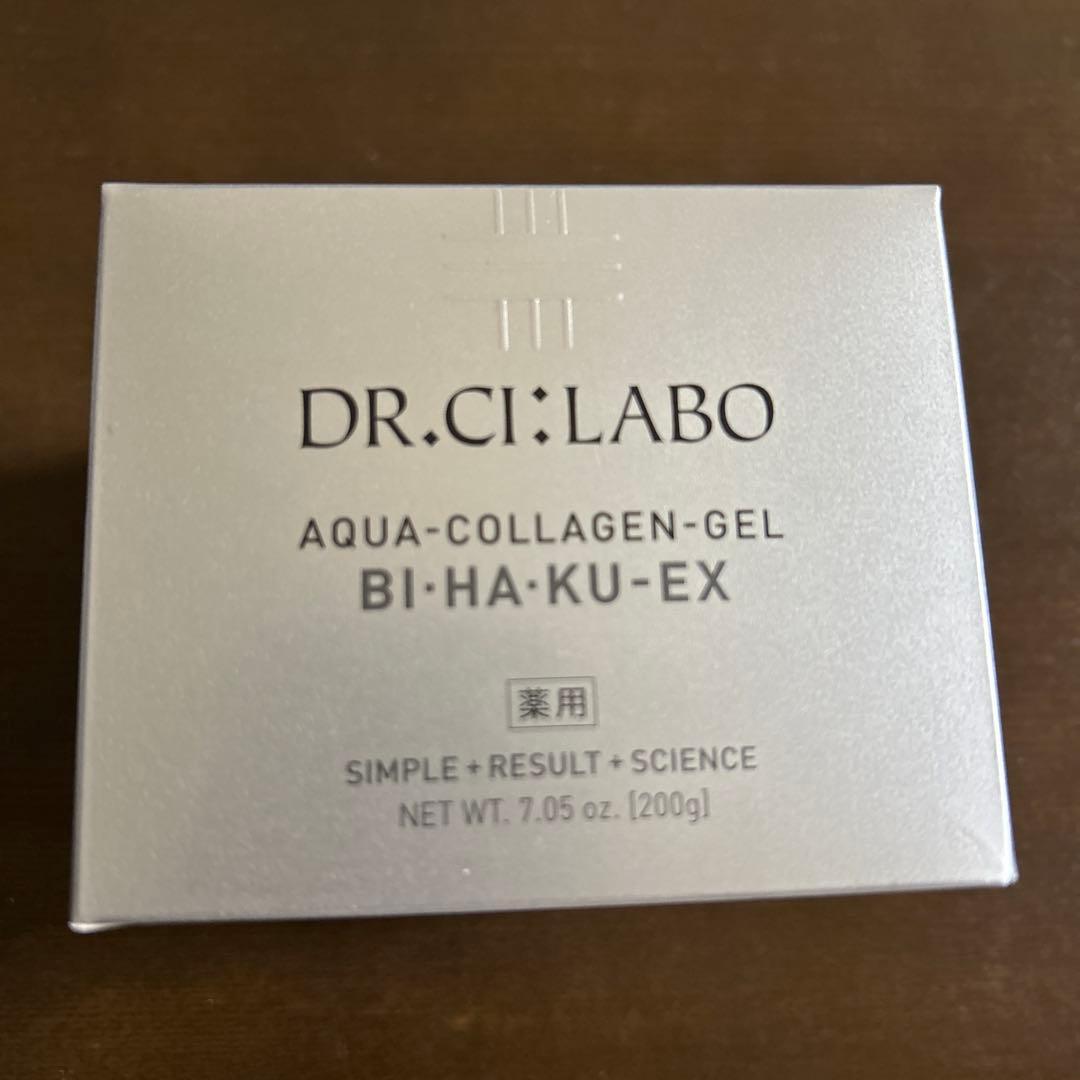 DR.CI:LABO
AQUA-COLLAGEN-GEL
BI·HA·KU-EX
薬用
SIMPLE + RESULT + SCIENCE
NET WT. 7.05 oz. [200g]